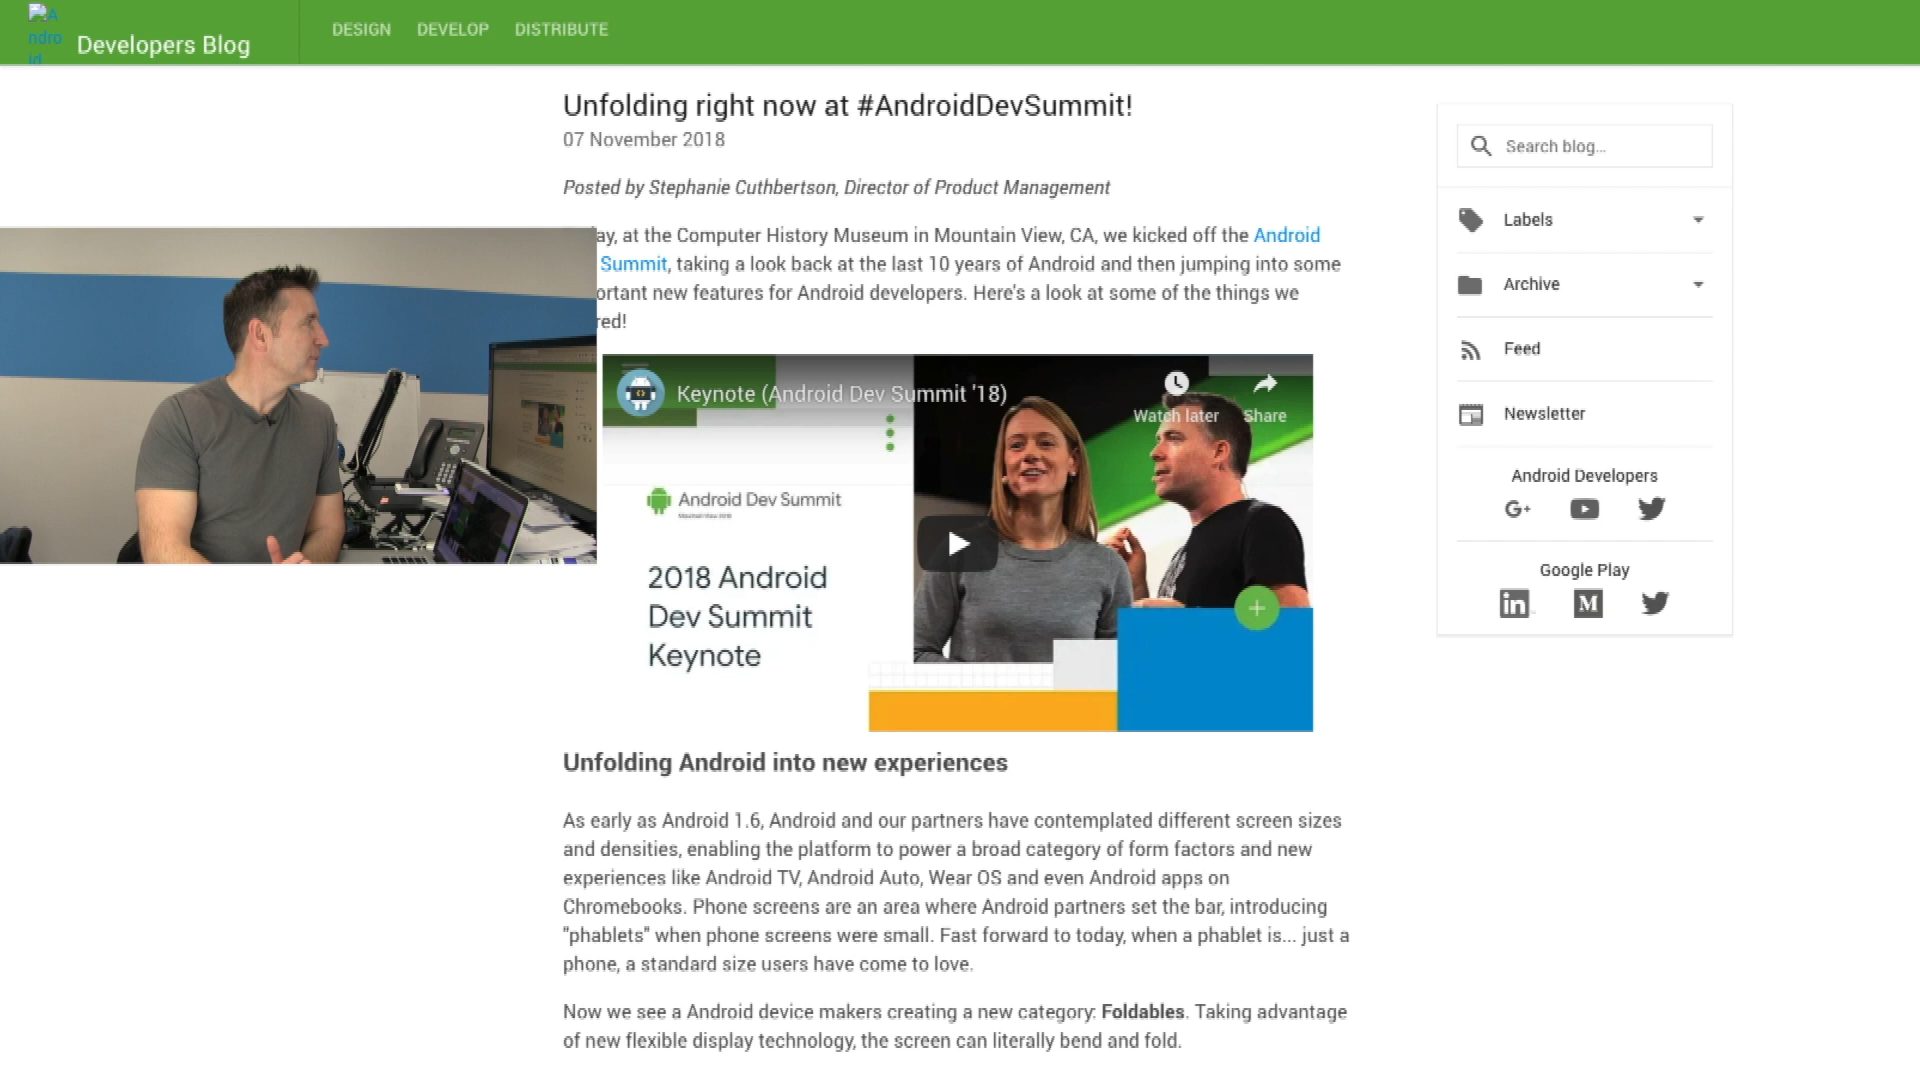 Developers Blog
DESIGN DEVELOP DISTRIBUTE
Unfolding right now at #AndroidDevSummit!
07 November 2018
Posted by Stephanie Cuthbertson, Director of Product Management
ay, at the Computer History Museum in Mountain View, CA, we kicked off the Android
Summit, taking a look back at the last 10 years of Android and then jumping into some
ortant new features for Android developers. Here's a look at some of the things we
red!
Keynote (Android Dev Summit '18)
Watch later Share
Android Dev Summit
2018 Android
Dev Summit
Keynote
Unfolding Android into new experiences
As early as Android 1.6, Android and our partners have contemplated different screen sizes
and densities, enabling the platform to power a broad category of form factors and new
experiences like Android TV, Android Auto, Wear OS and even Android apps on
Chromebooks. Phone screens are an area where Android partners set the bar, introducing
"phablets" when phone screens were small. Fast forward to today, when a phablet is... just a
phone, a standard size users have come to love.
Now we see a Android device makers creating a new category: Foldables. Taking advantage
of new flexible display technology, the screen can literally bend and fold.
Search blog...
Labels
Archive
Feed
Newsletter
Android Developers
G+
Google Play
in M